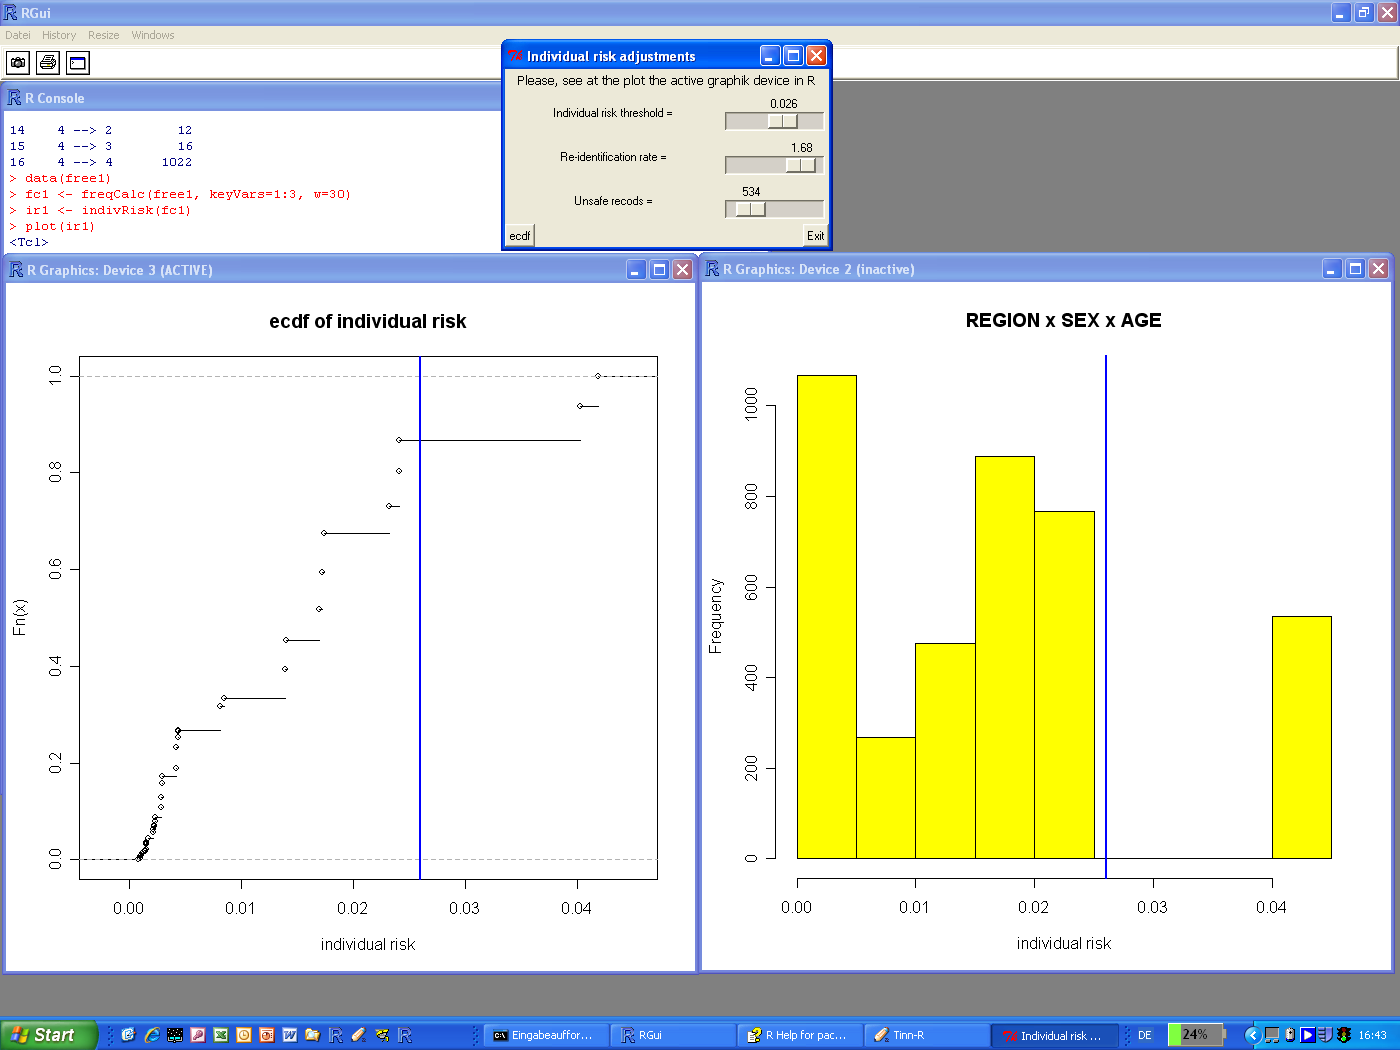 RGui
Datei History Resize Windows
R Console
14 4 --> 2 12
15 4 --> 3 16
16 4 --> 4 1022
> data(free1)
> fc1 <- freqCalc(free1, keyVars=1:3, w=30)
> ir1 <- indivRisk(fc1)
> plot(ir1)
<Tcl>
Individual risk adjustments
Please, see at the plot the active graphik device in R
0.026
Individual risk threshold =
1.68
Re-identification rate =
534
Unsafe recods =
ecdf Exit
R Graphics: Device 3 (ACTIVE)
ecdf of individual risk
Fn(x)
1.0
0.8
0.6
0.4
0.2
0.0
0.00 0.01 0.02 0.03 0.04
individual risk
R Graphics: Device 2 (inactive)
REGION x SEX x AGE
Frequency
1000
800
600
400
200
0
0.00 0.01 0.02 0.03 0.04
individual risk
Start Eingabeauffor... RGui R Help for pac... Tinn-R Individual risk ... DE 24% 16:43